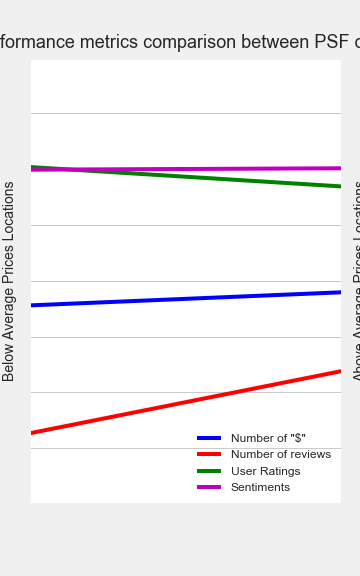 formance metrics comparison between PSF
Below Average Prices Locations
Above Average Prices Locations
Number of "$"
Number of reviews
User Ratings
Sentiments